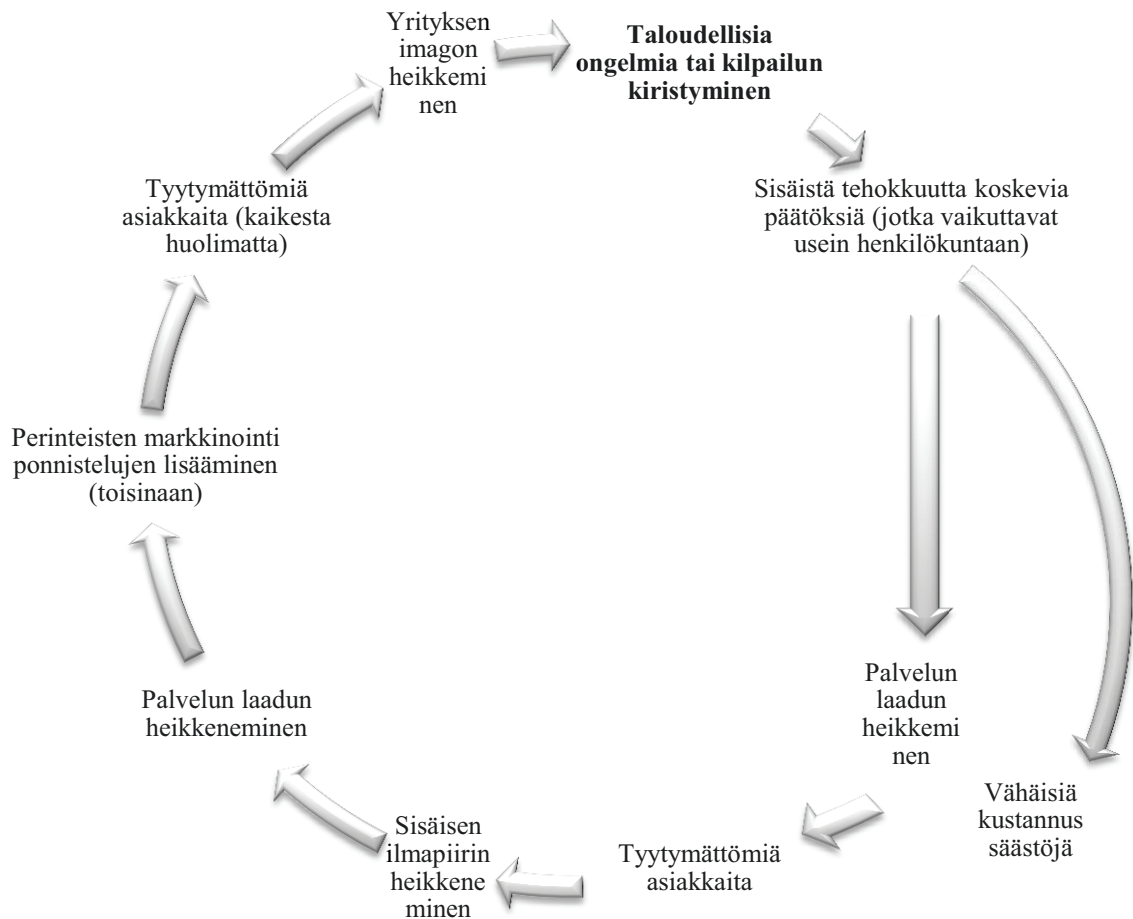 Taloudellisia
ongelmia tai kilpailun
kiristyminen
Sisäistä tehokkuutta koskevia
päätöksiä (jotka vaikuttavat
usein henkilökuntaan)
Vähäisiä
kustannus
säästöjä
Palvelun
laadun
heikkemi
nen
Tyytymättömiä
asiakkaita
Sisäisen
ilmapiirin
heikkene
minen
Palvelun laadun
heikkeneminen
Perinteisten markkinointi
ponnistelujen lisääminen
(toisinaan)
Tyytymättömiä
asiakkaita (kaikesta
huolimatta)
Yrityksen
imagon
heikkemi
nen